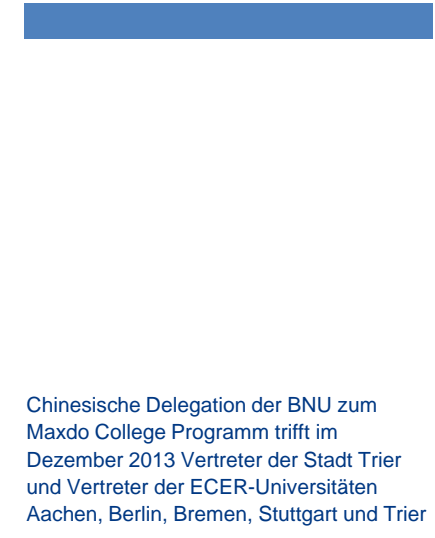 Chinesische Delegation der BNU zum
Maxdo College Programm trifft im
Dezember 2013 Vertreter der Stadt Trier
und Vertreter der ECER-Universitäten
Aachen, Berlin, Bremen, Stuttgart und Trier